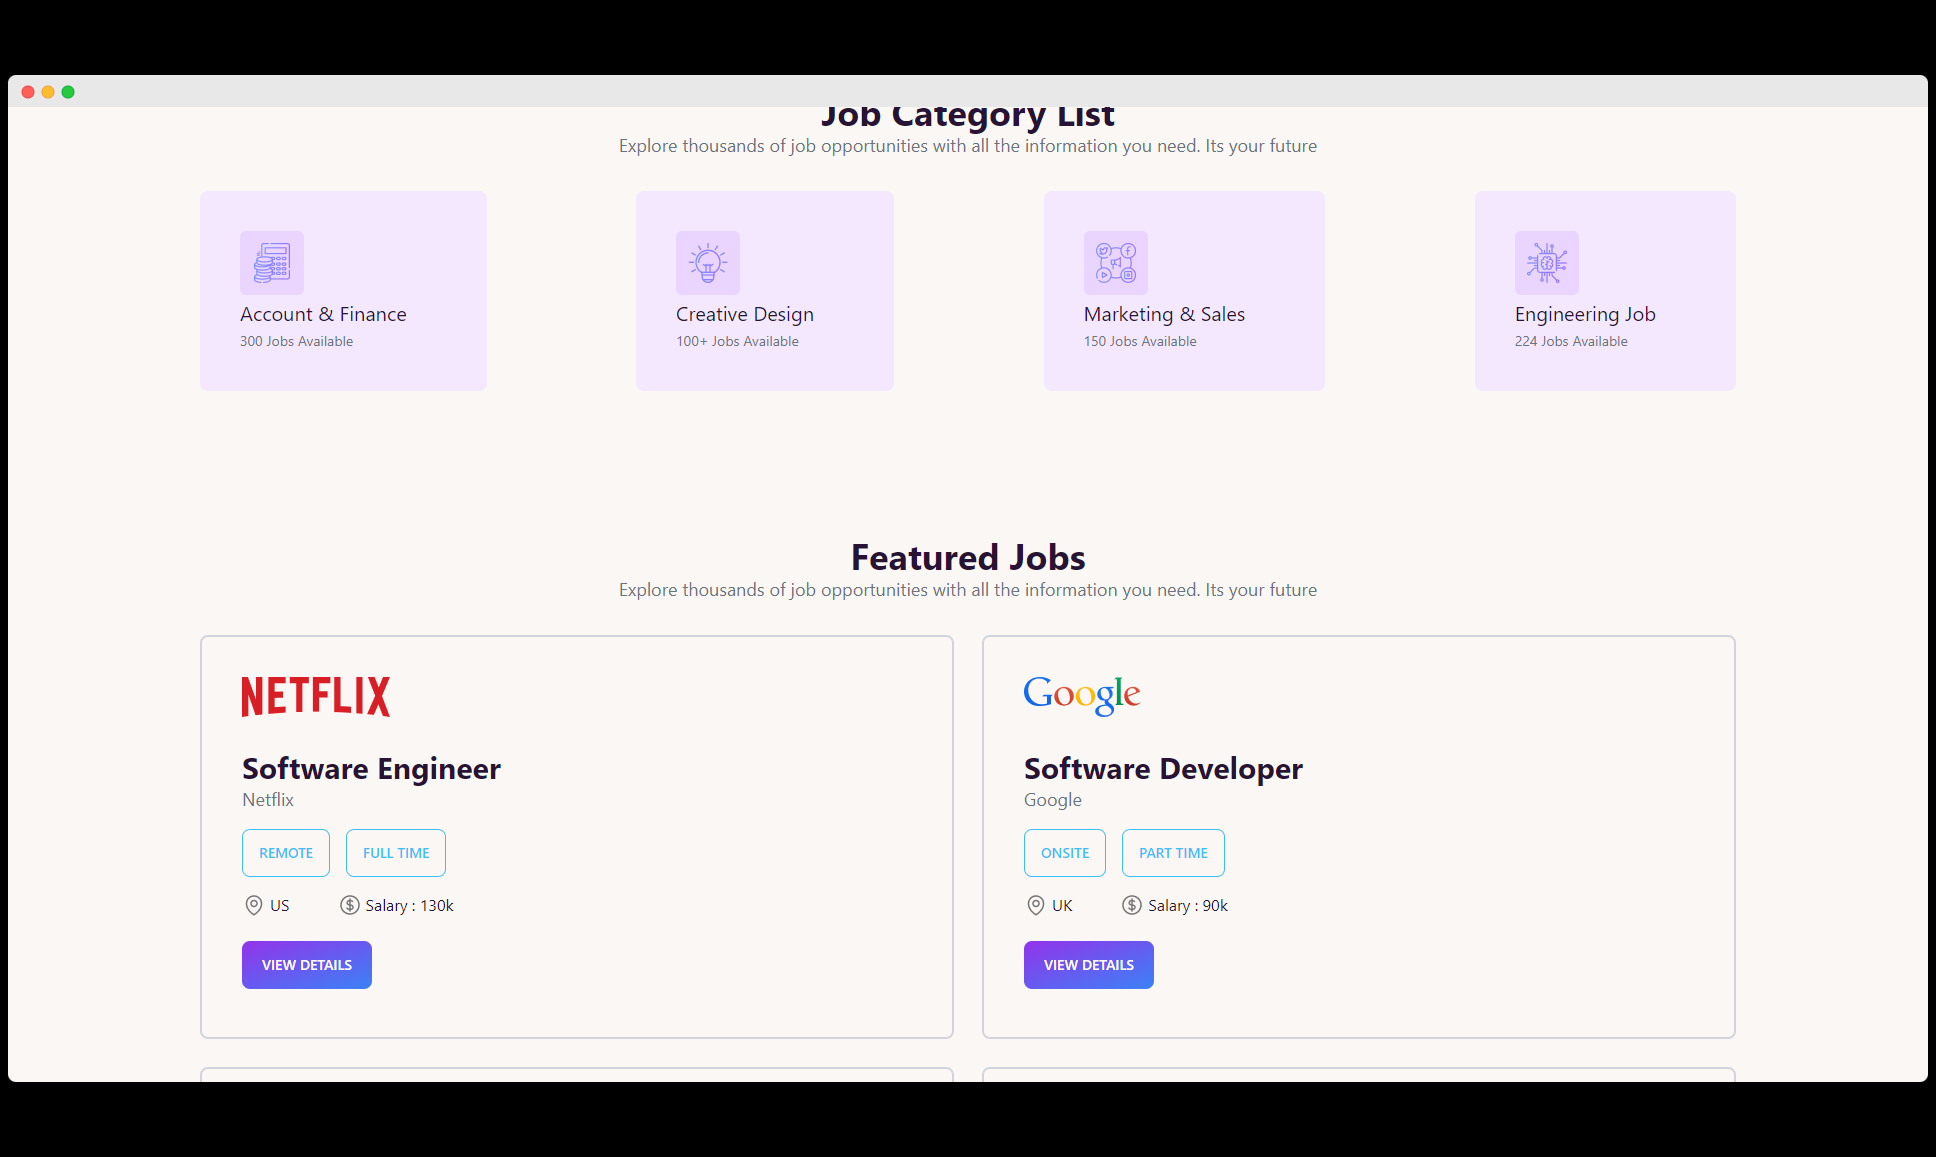 Job Category List
Explore thousands of job opportunities with all the information you need. Its your future
Account & Finance
300 Jobs Available
Creative Design
100+ Jobs Available
Marketing & Sales
150 Jobs Available
Engineering Job
224 Jobs Available
Featured Jobs
Explore thousands of job opportunities with all the information you need. Its your future
NETFLIX
Software Engineer
Netflix
REMOTE FULL TIME
US Salary : 130k
VIEW DETAILS
Google
Software Developer
Google
ONSITE PART TIME
UK Salary : 90k
VIEW DETAILS